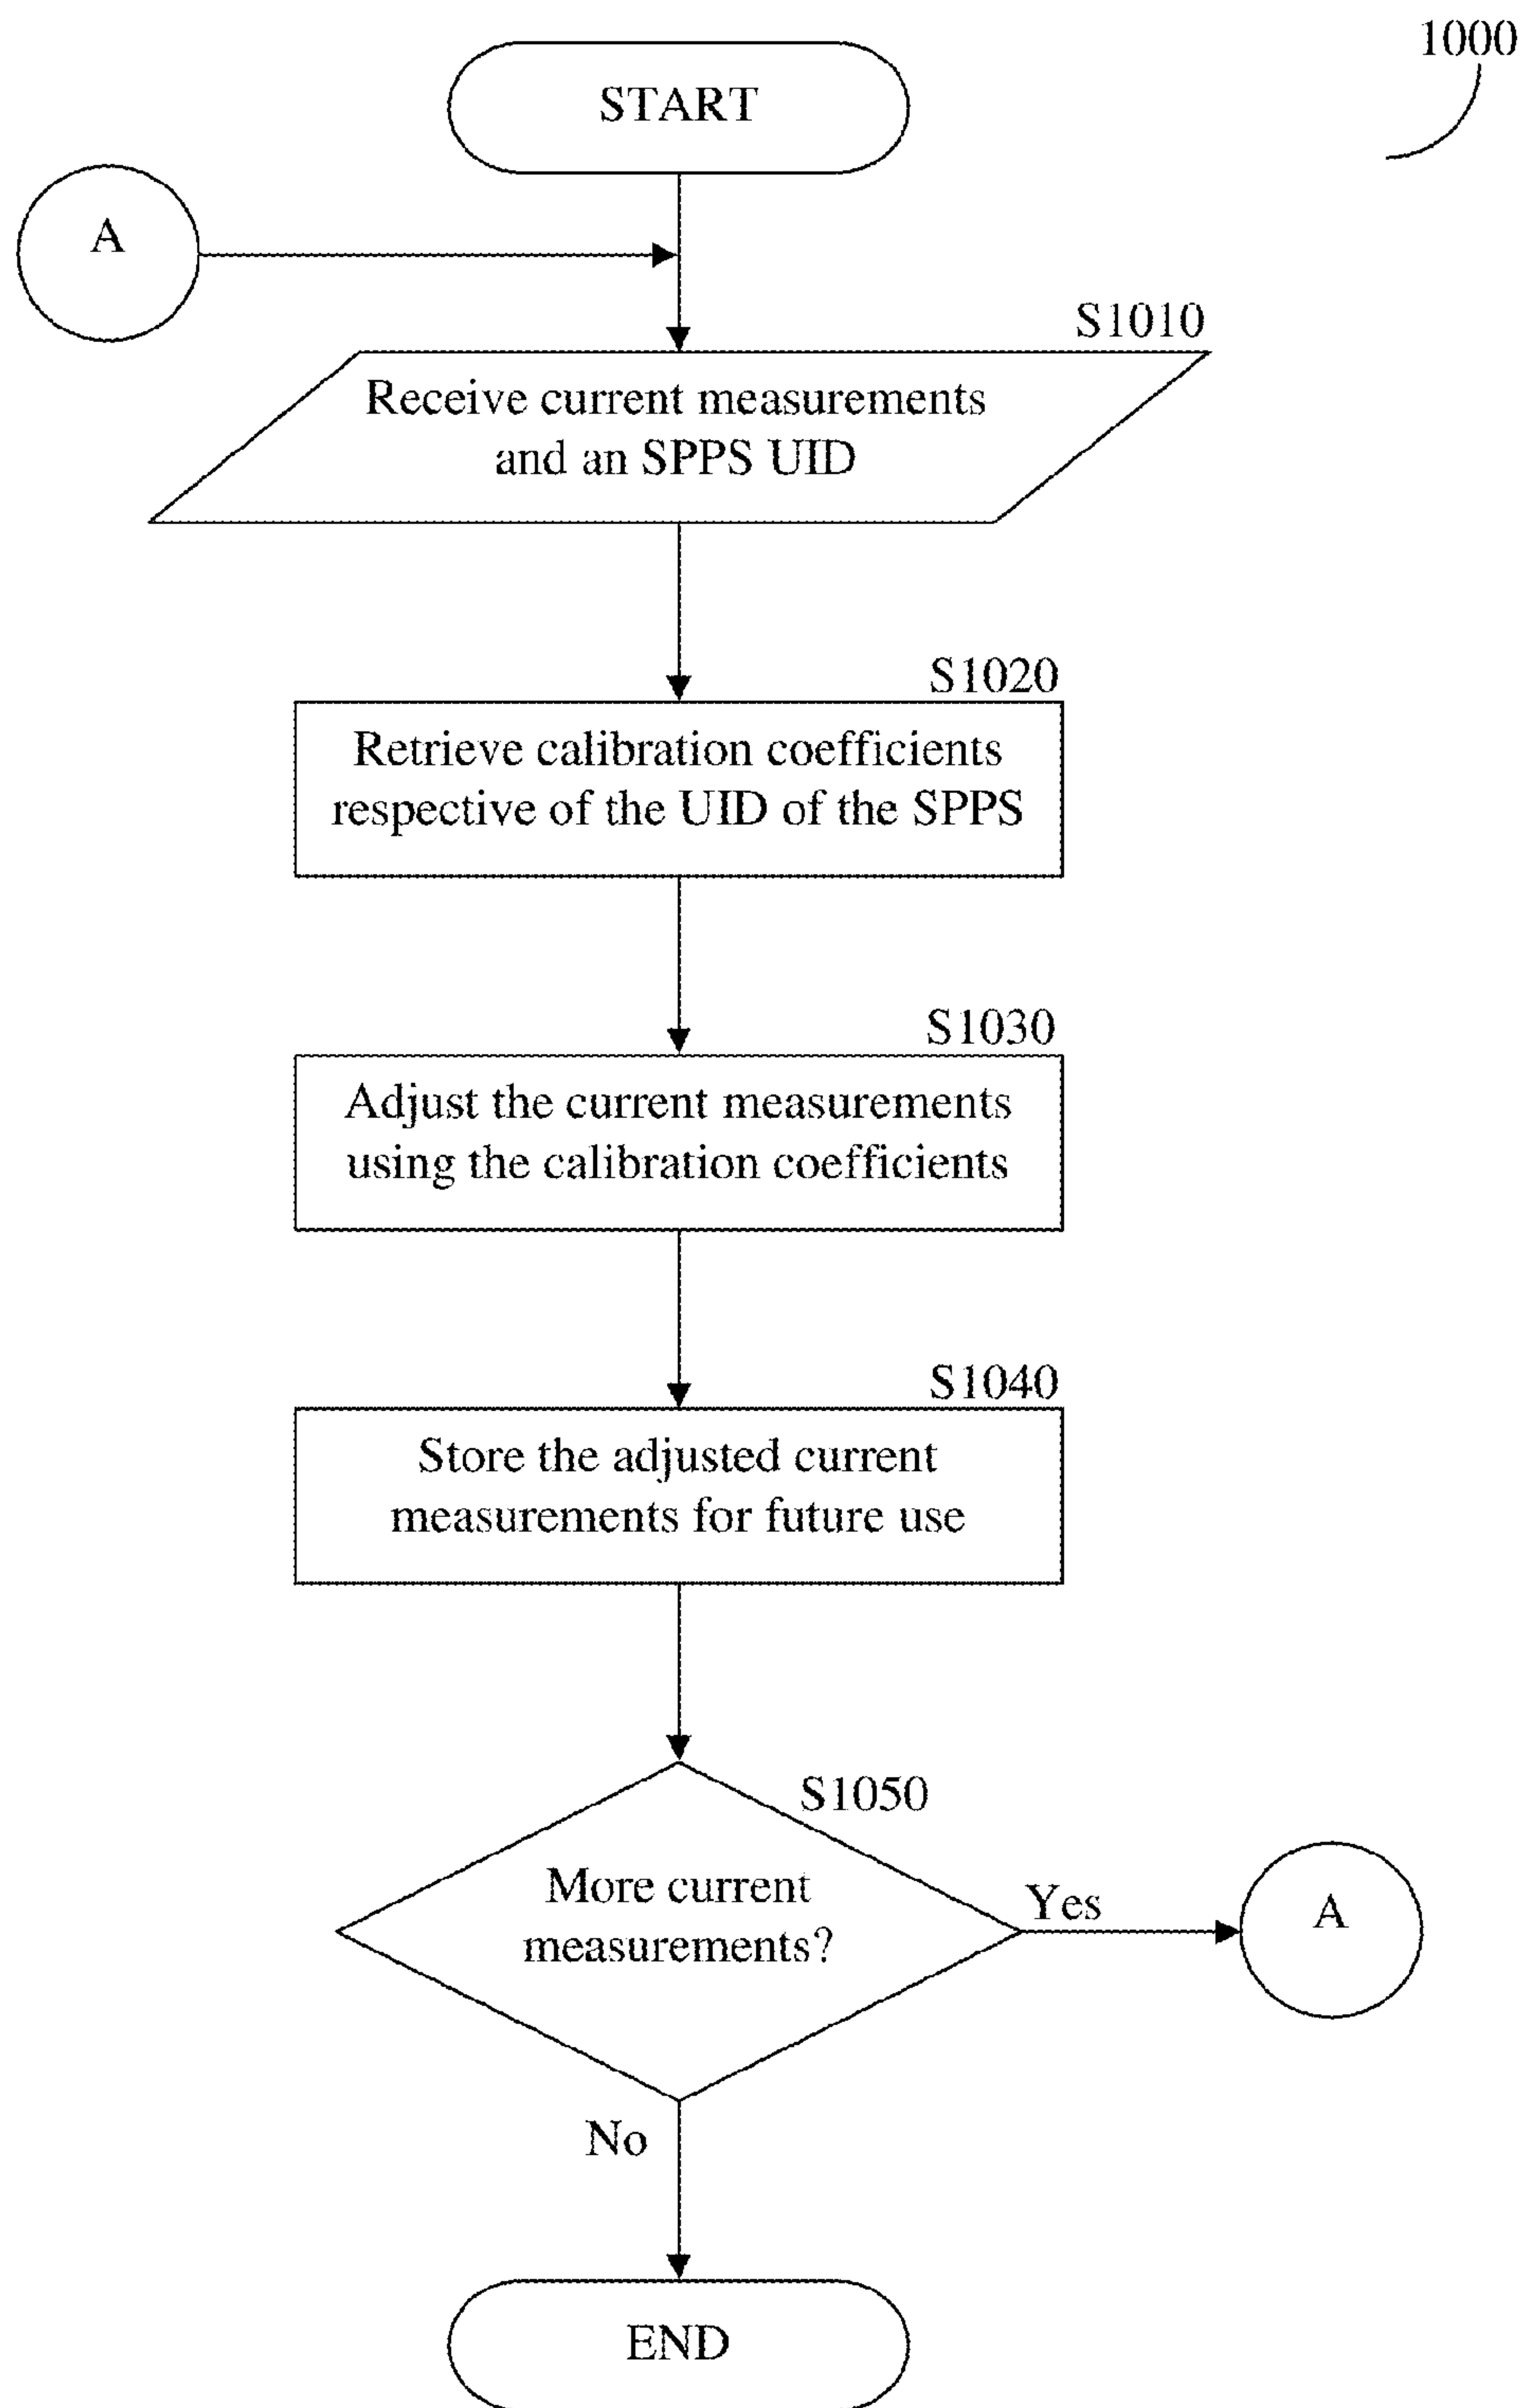 1000
START
A
S1010
Receive current measurements
and an SPPS UID
S1020
Retrieve calibration coefficients
respective of the UID of the SPPS
S1030
Adjust the current measurements
using the calibration coefficients
S1040
Store the adjusted current
measurements for future use
S1050
More current
measurements?
Yes
A
No
END